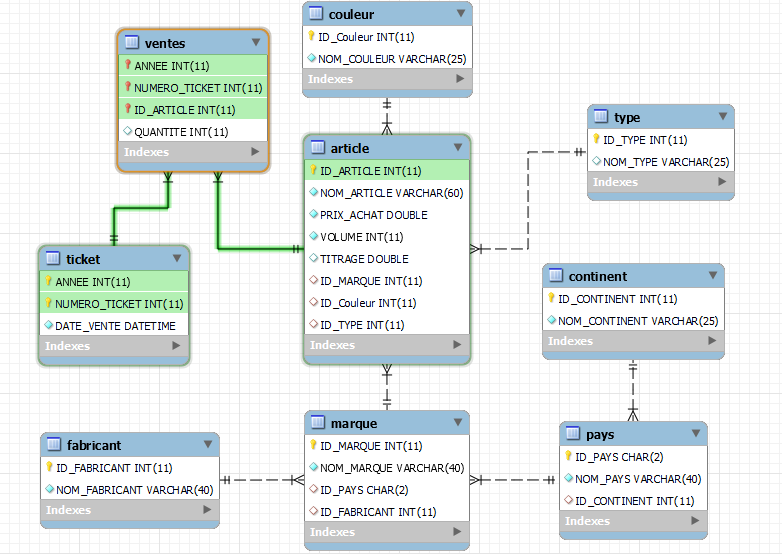 couleur
ID_Couleur INT(11)
NOM_COULEUR VARCHAR(25)
Indexes
ventes
ANNEE INT(11)
NUMERO_TICKET INT(11)
ID_ARTICLE INT(11)
QUANTITE INT(11)
Indexes
type
ID_TYPE INT(11)
NOM_TYPE VARCHAR(25)
Indexes
article
ID_ARTICLE INT(11)
NOM_ARTICLE VARCHAR(60)
PRIX_ACHAT DOUBLE
VOLUME INT(11)
TITRAGE DOUBLE
ID_MARQUE INT(11)
ID_Couleur INT(11)
ID_TYPE INT(11)
Indexes
ticket
ANNEE INT(11)
NUMERO_TICKET INT(11)
DATE_VENTE DATETIME
Indexes
continent
ID_CONTINENT INT(11)
NOM_CONTINENT VARCHAR(25)
Indexes
fabricant
ID_FABRICANT INT(11)
NOM_FABRICANT VARCHAR(40)
Indexes
marque
ID_MARQUE INT(11)
NOM_MARQUE VARCHAR(40)
ID_PAYS CHAR(2)
ID_FABRICANT INT(11)
Indexes
pays
ID_PAYS CHAR(2)
NOM_PAYS VARCHAR(40)
ID_CONTINENT INT(11)
Indexes